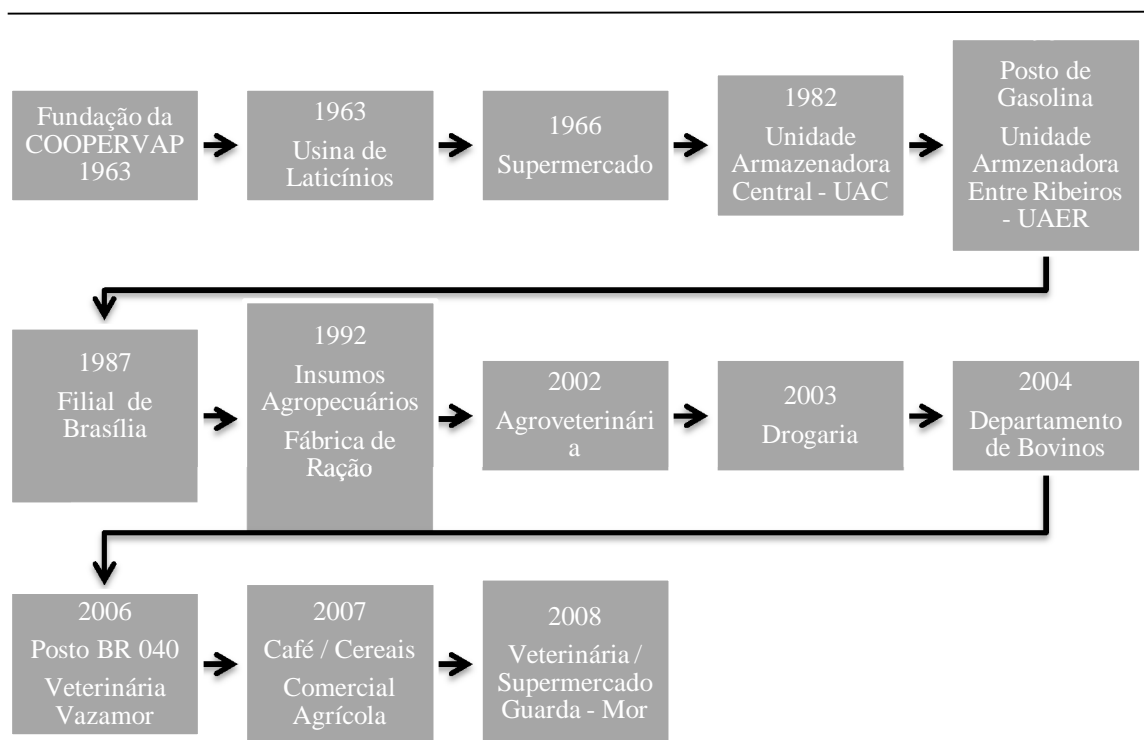 Fundação da
COOPERVAP
1963
1963
Usina de
Laticínios
1966
Supermercado
1982
Unidade
Armazenadora
Central - UAC
Posto de
Gasolina
Unidade
Armzenadora
Entre Ribeiros
- UAER
1987
Filial de
Brasília
1992
Insumos
Agropecuários
Fábrica de
Ração
2002
Agroveterinári
a
2003
Drogaria
2004
Departamento
de Bovinos
2006
Posto BR 040
Veterinária
Vazamor
2007
Café / Cereais
Comercial
Agrícola
2008
Veterinária /
Supermercado
Guarda - Mor